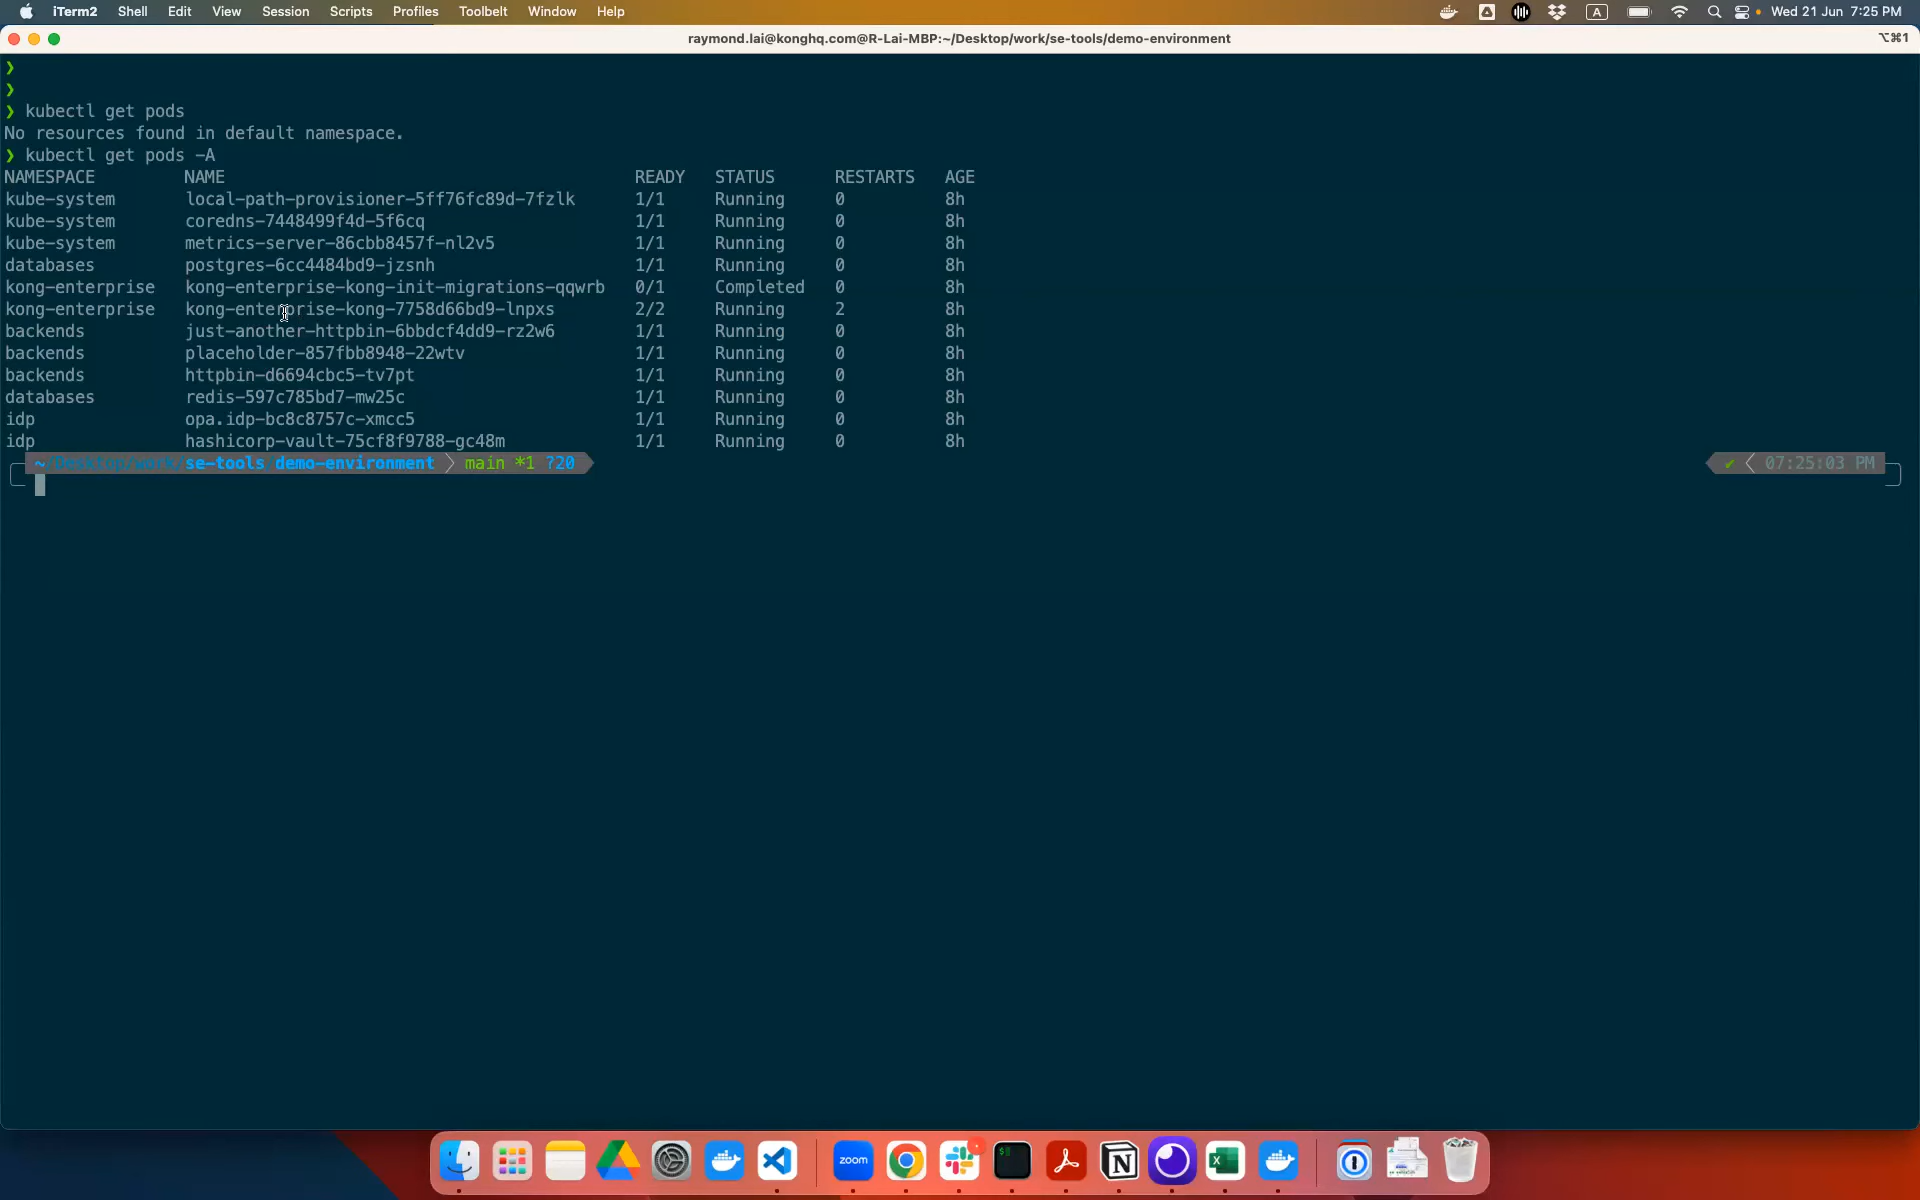 iTerm2 Shell Edit View Session Scripts Profiles Toolbelt Window Help A Wed 21 Jun 7:25 PM
raymond.lai@konghq.com@R-Lai-MBP:~/Desktop/work/se-tools/demo-environment ⌥⌘1
❯
❯
❯ kubectl get pods
No resources found in default namespace.
❯ kubectl get pods -A
NAMESPACE NAME READY STATUS RESTARTS AGE
kube-system local-path-provisioner-5ff76fc89d-7fzlk 1/1 Running 0 8h
kube-system coredns-7448499f4d-5f6cq 1/1 Running 0 8h
kube-system metrics-server-86cbb8457f-nl2v5 1/1 Running 0 8h
databases postgres-6cc4484bd9-jzsnh 1/1 Running 0 8h
kong-enterprise kong-enterprise-kong-init-migrations-qqwrb 0/1 Completed 0 8h
kong-enterprise kong-enterprise-kong-7758d66bd9-lnpxs 2/2 Running 2 8h
backends just-another-httpbin-6bbdcf4dd9-rz2w6 1/1 Running 0 8h
backends placeholder-857fbb8948-22wtv 1/1 Running 0 8h
backends httpbin-d6694cbc5-tv7pt 1/1 Running 0 8h
databases redis-597c785bd7-mw25c 1/1 Running 0 8h
idp opa.idp-bc8c8757c-xmcc5 1/1 Running 0 8h
idp hashicorp-vault-75cf8f9788-gc48m 1/1 Running 0 8h
~/Desktop/work/se-tools/demo-environment main *1 ?20 ✔ 07:25:03 PM
zoom